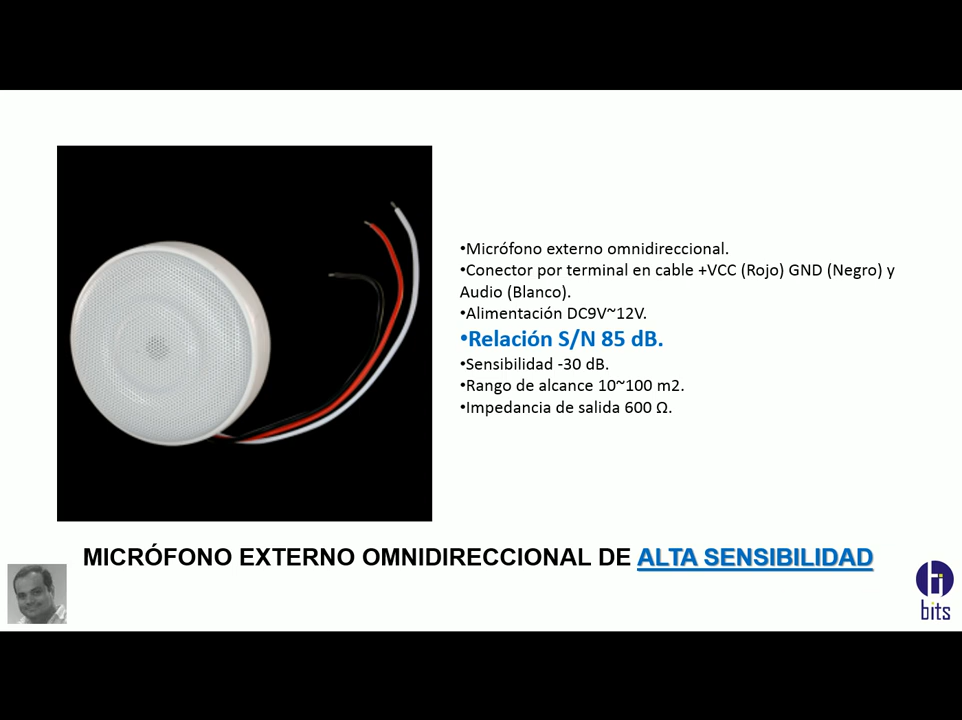 •Micrófono externo omnidireccional.
•Conector por terminal en cable +VCC (Rojo) GND (Negro) y
Audio (Blanco).
•Alimentación DC9V~12V.
•Relación S/N 85 dB.
•Sensibilidad -30 dB.
•Rango de alcance 10~100 m2.
•Impedancia de salida 600 Ω.
MICRÓFONO EXTERNO OMNIDIRECCIONAL DE ALTA SENSIBILIDAD
bits